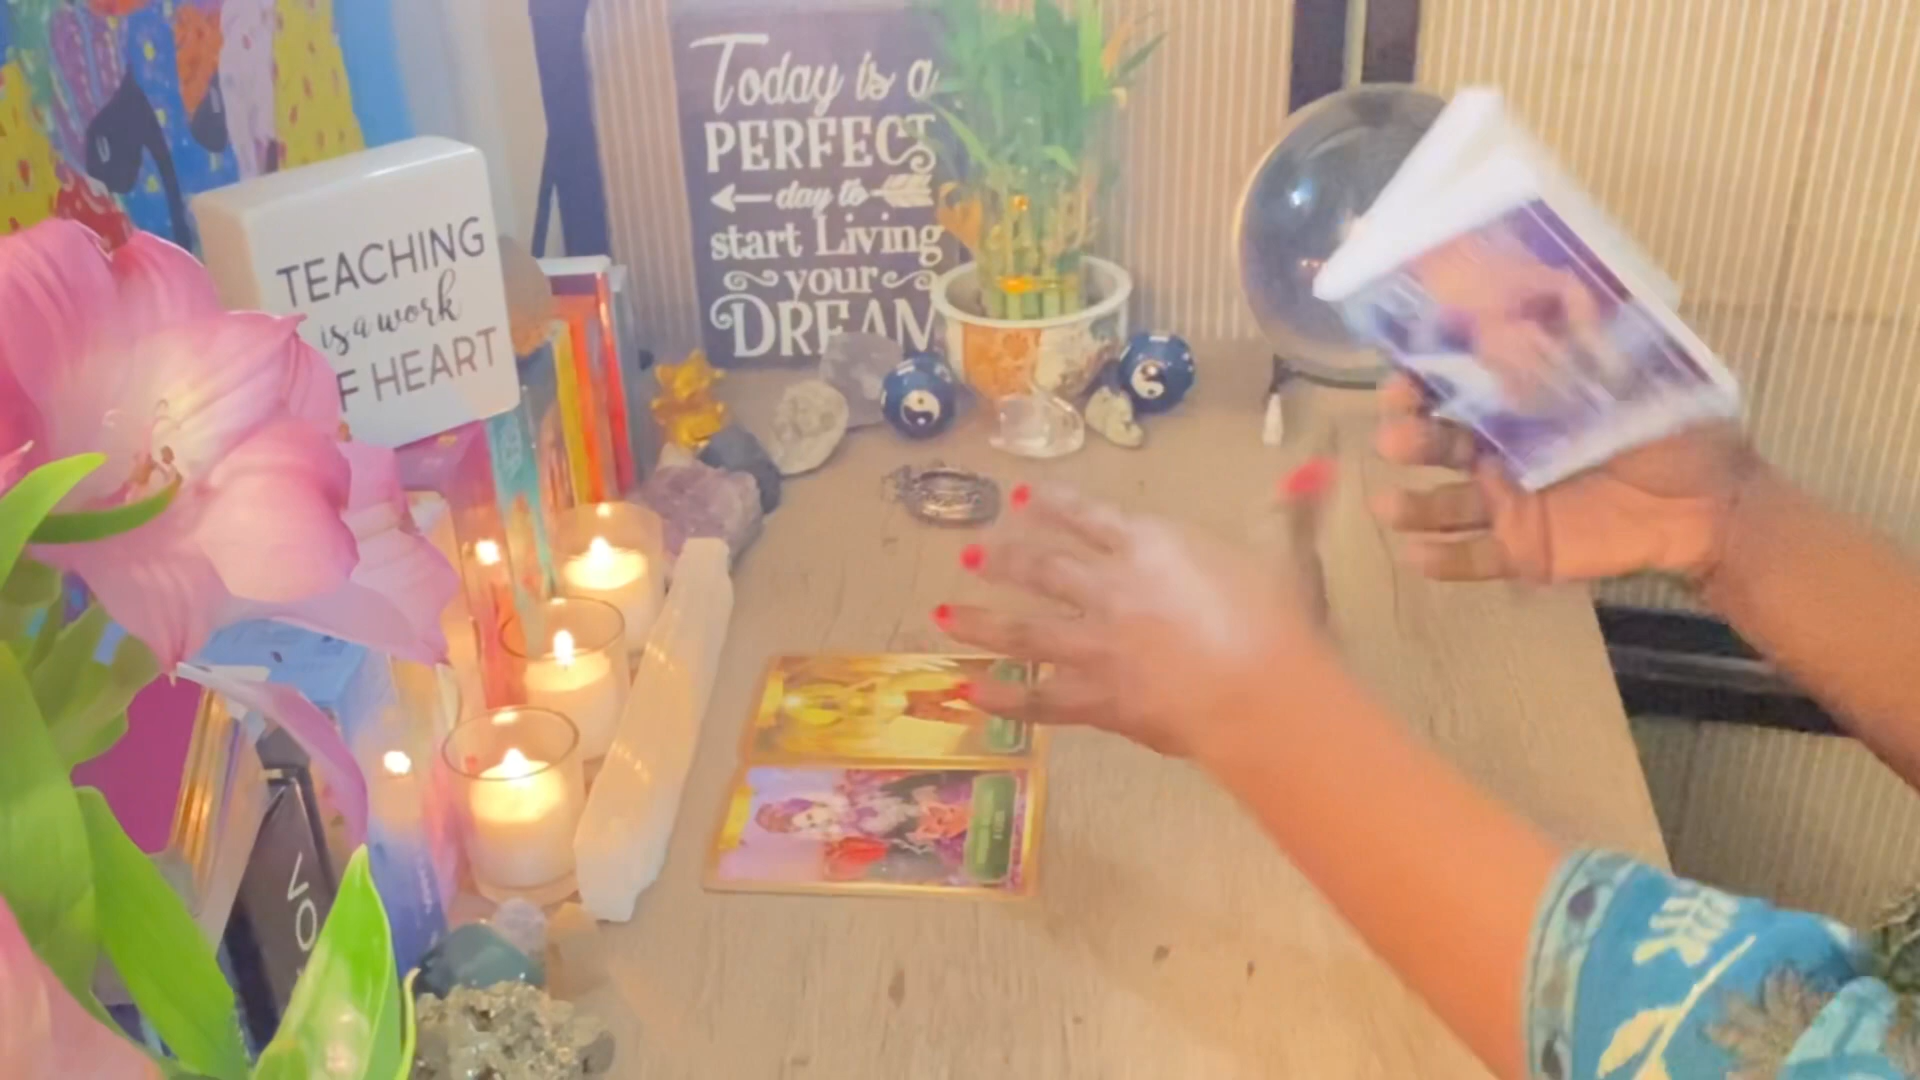 Today is a
PERFECT
day to
start Living
your
DREAM
TEACHING
is a work
OF HEART